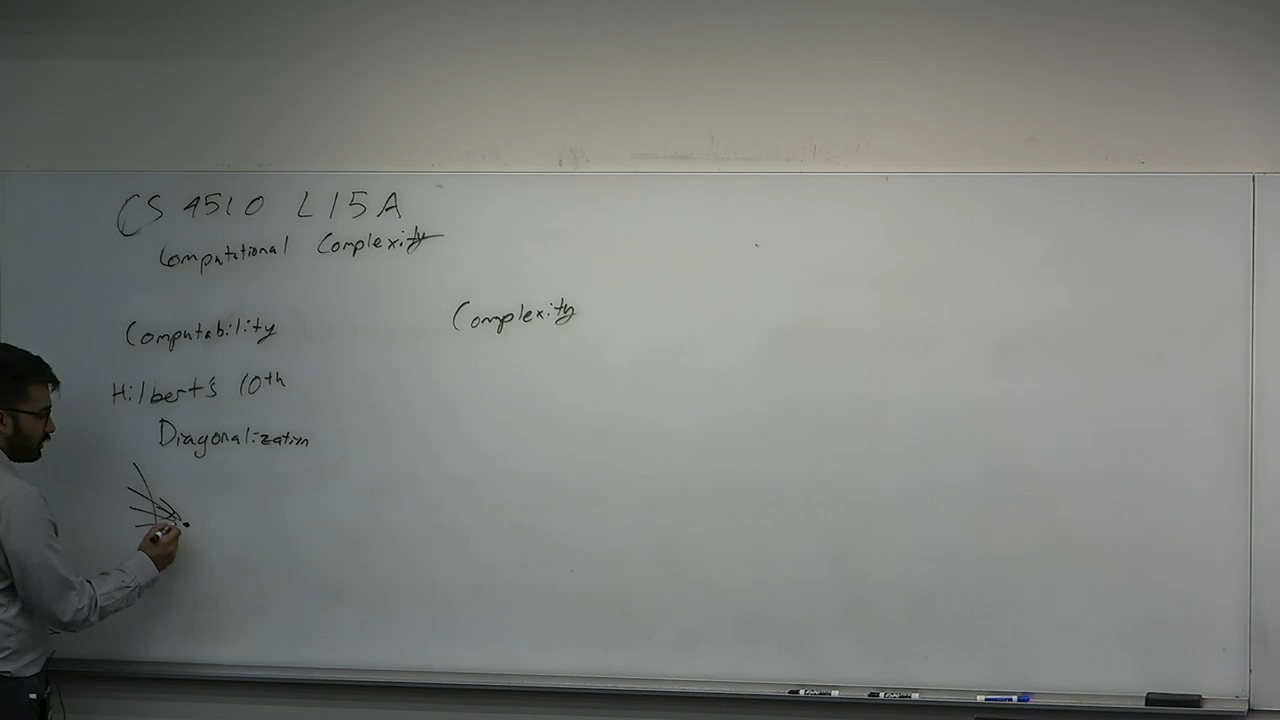 CS 4510 L15A
Computational Complexity
Computability
Hilbert's 10th
Diagonalization
Complexity